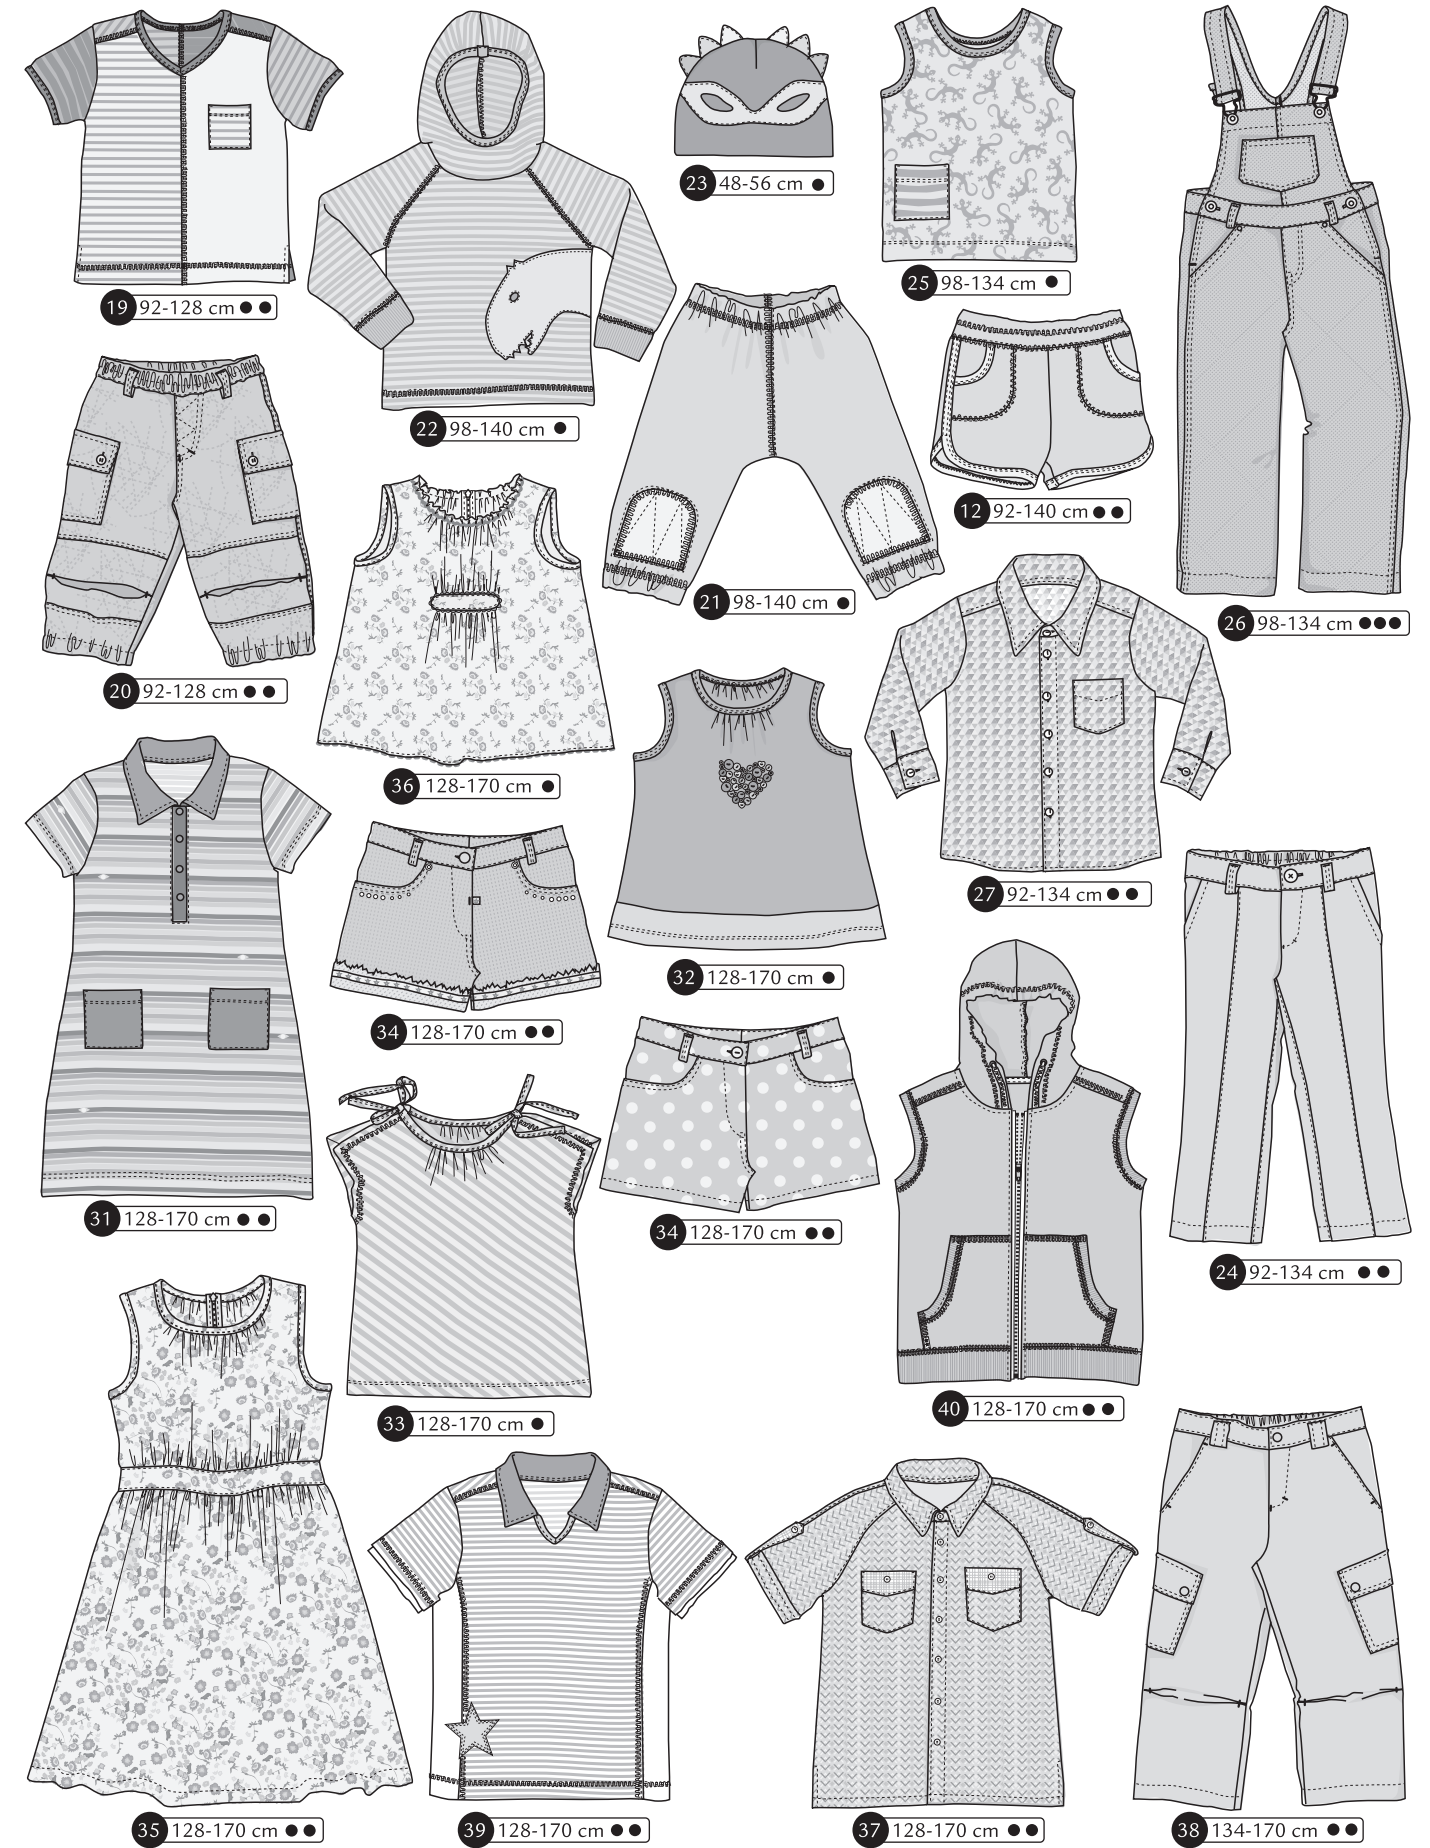 23 48-56 cm ●
25 98-134 cm ●
19 92-128 cm ●●
22 98-140 cm ●
12 92-140 cm ●●
21 98-140 cm ●
26 98-134 cm ●●●
20 92-128 cm ●●
36 128-170 cm ●
27 92-134 cm ●●
32 128-170 cm ●
34 128-170 cm ●●
31 128-170 cm ●●
34 128-170 cm ●●
24 92-134 cm ●●
33 128-170 cm ●
40 128-170 cm ●●
35 128-170 cm ●●
39 128-170 cm ●●
37 128-170 cm ●●
38 134-170 cm ●●